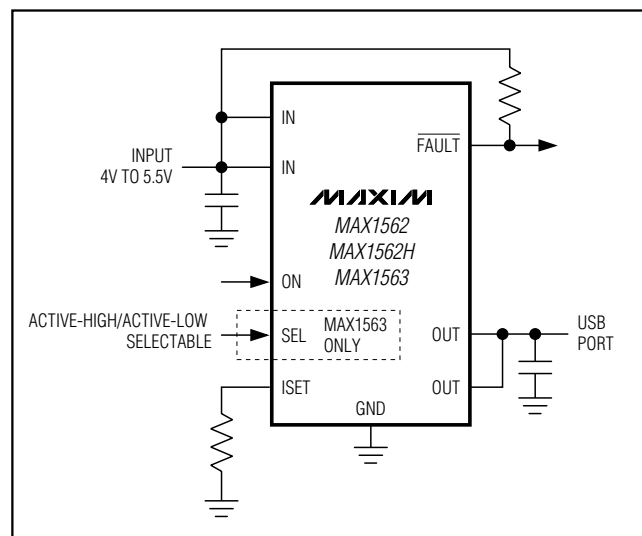 IN
FAULT
INPUT
4V TO 5.5V
IN
MAXIM
MAX1562
MAX1562H
MAX1563
ON
ACTIVE-HIGH/ACTIVE-LOW
SELECTABLE
SEL
MAX1563
ONLY
OUT
USB
PORT
ISET
OUT
GND